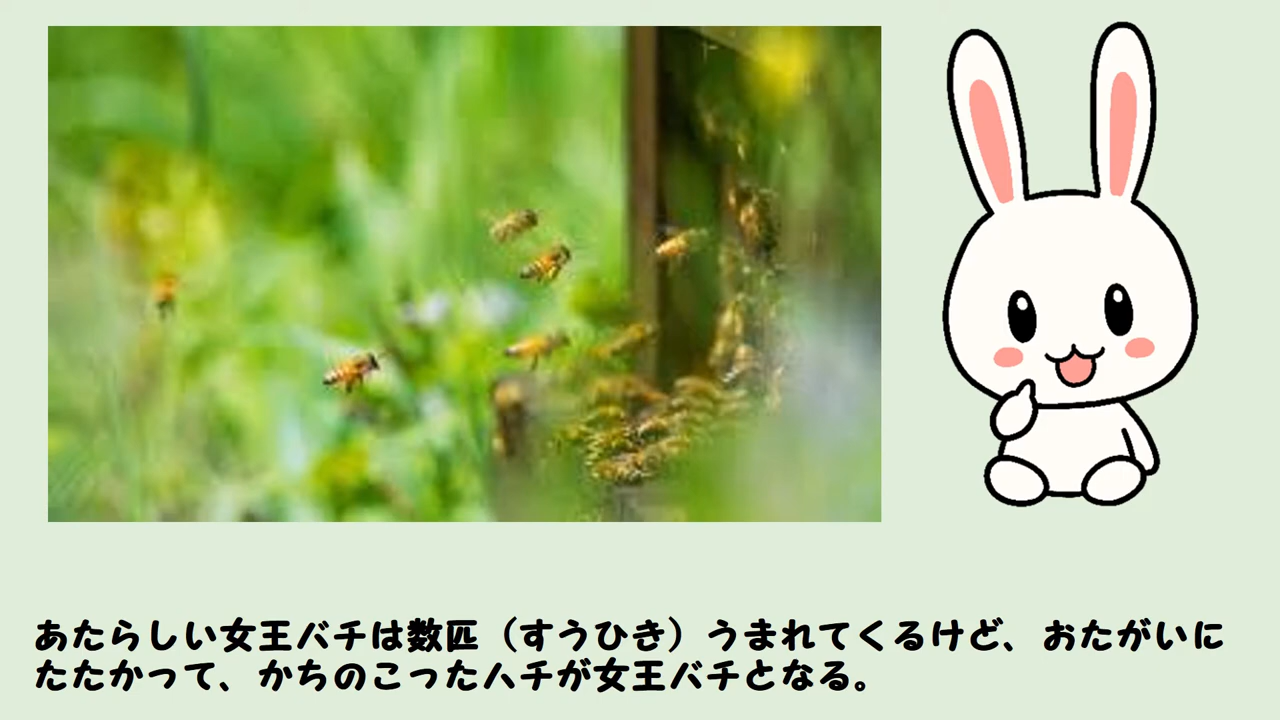 あたらしい女王バチは数匹（すうひき）うまれてくるけど、おたがいに
たたかって、かちのこったハチが女王バチとなる。